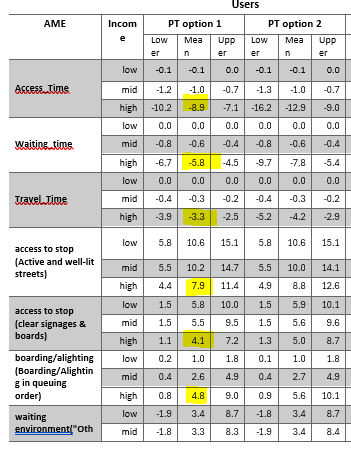 Users
AME Incom e PT option 1 PT option 2
Low er Mea n Upp er Low er Mea n Upp er
Access_Time low -0.1 -0.1 0.0 -0.1 -0.1 0.0
mid -1.2 -1.0 -0.7 -1.3 -1.0 -0.7
high -10.2 -8.9 -7.1 -16.2 -12.9 -9.0
Waiting_time low 0.0 0.0 0.0 0.0 0.0 0.0
mid -0.8 -0.6 -0.4 -0.8 -0.6 -0.4
high -6.7 -5.8 -4.5 -9.7 -7.8 -5.4
Travel_Time low 0.0 0.0 0.0 0.0 0.0 0.0
mid -0.4 -0.3 -0.2 -0.4 -0.3 -0.2
high -3.9 -3.3 -2.5 -5.2 -4.2 -2.9
access to stop (Active and well-lit streets) low 5.8 10.6 15.1 5.8 10.6 15.1
mid 5.5 10.2 14.7 5.5 10.0 14.1
high 4.4 7.9 11.4 4.9 8.8 12.6
access to stop (clear signages & boards) low 1.5 5.8 10.0 1.5 5.9 10.1
mid 1.5 5.5 9.5 1.5 5.6 9.6
high 1.1 4.1 7.2 1.3 5.0 8.7
boarding/alighting (Boarding/Alightin g in queuing order) low 0.2 1.0 1.8 0.1 1.0 1.8
mid 0.4 2.6 4.9 0.4 2.7 4.9
high 0.8 4.8 9.0 0.9 5.6 10.1
waiting environment("Oth low -1.9 3.4 8.7 -1.8 3.4 8.7
mid -1.8 3.3 8.3 -1.9 3.4 8.4